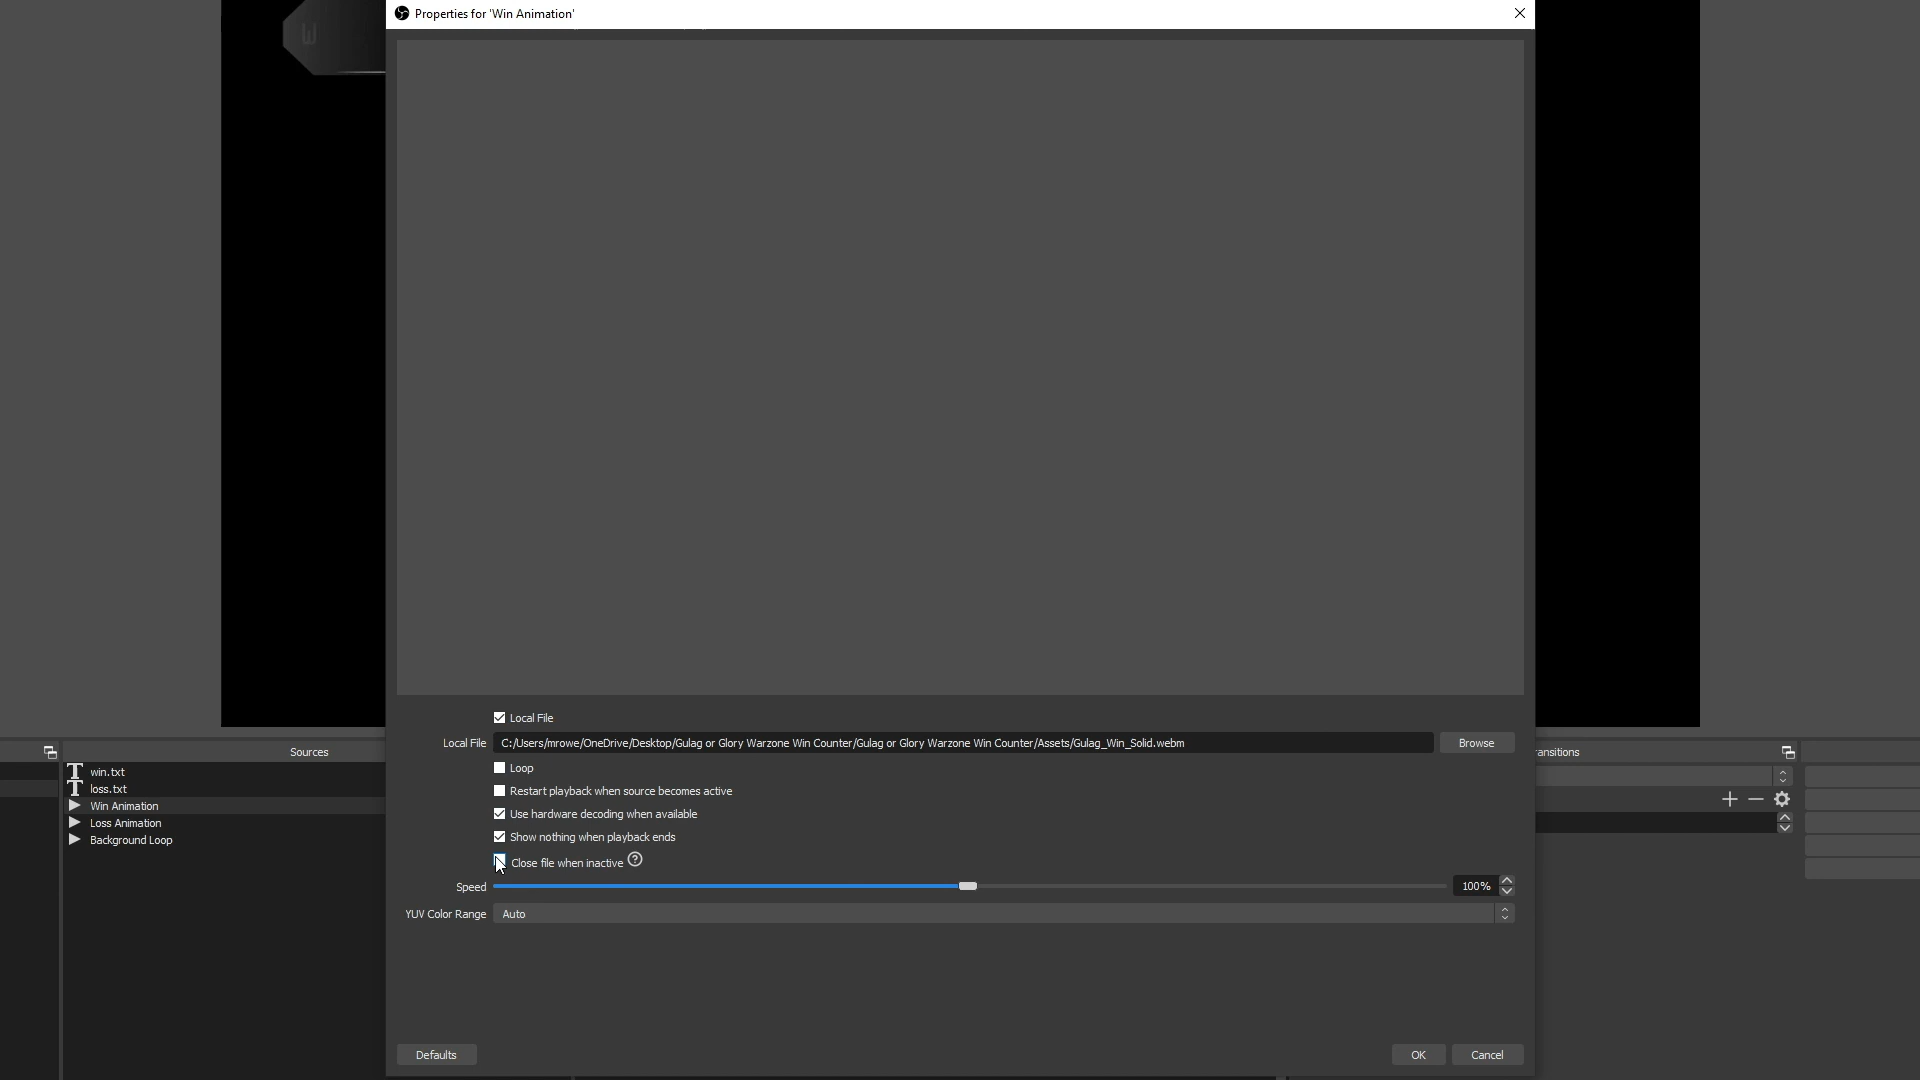 Properties for 'Win Animation'
Local File
Local File C:/Users/mrowe/OneDrive/Desktop/Gulag or Glory Warzone Win Counter/Gulag or Glory Warzone Win Counter/Assets/Gulag_Win_Solid.webm Browse
Loop
Restart playback when source becomes active
Use hardware decoding when available
Show nothing when playback ends
Close file when inactive ?
Speed 100%
YUV Color Range Auto
Defaults OK Cancel
Sources
win.txt
loss.txt
Win Animation
Loss Animation
Background Loop
ansitions